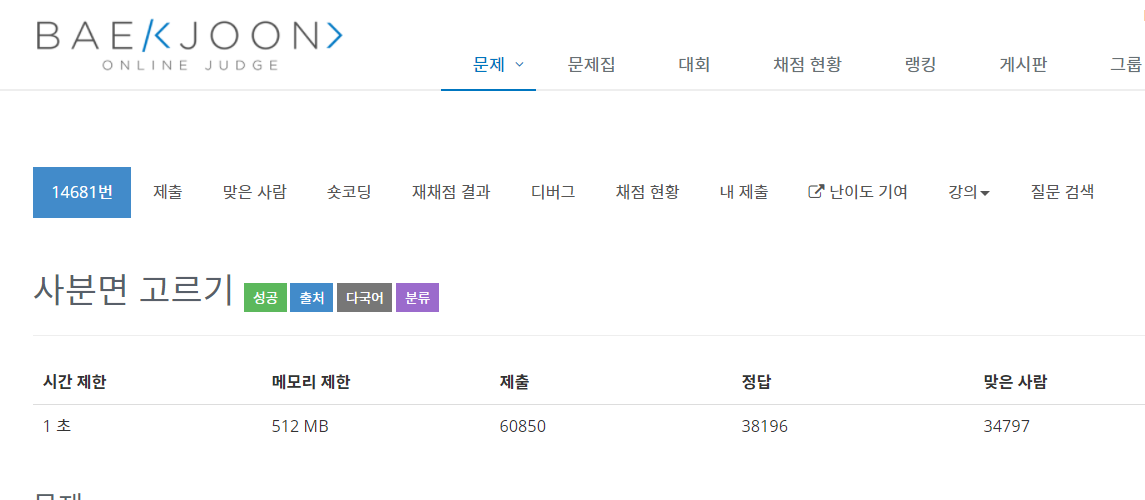 BAEKJOON
ONLINE JUDGE
문제 문제집 대회 채점 현황 랭킹 게시판 그룹
14681번 제출 맞은 사람 숏코딩 재채점 결과 디버그 채점 현황 내 제출 난이도 기여 강의 질문 검색
사분면 고르기 성공 출처 다국어 분류
시간 제한 메모리 제한 제출 정답 맞은 사람
1 초 512 MB 60850 38196 34797